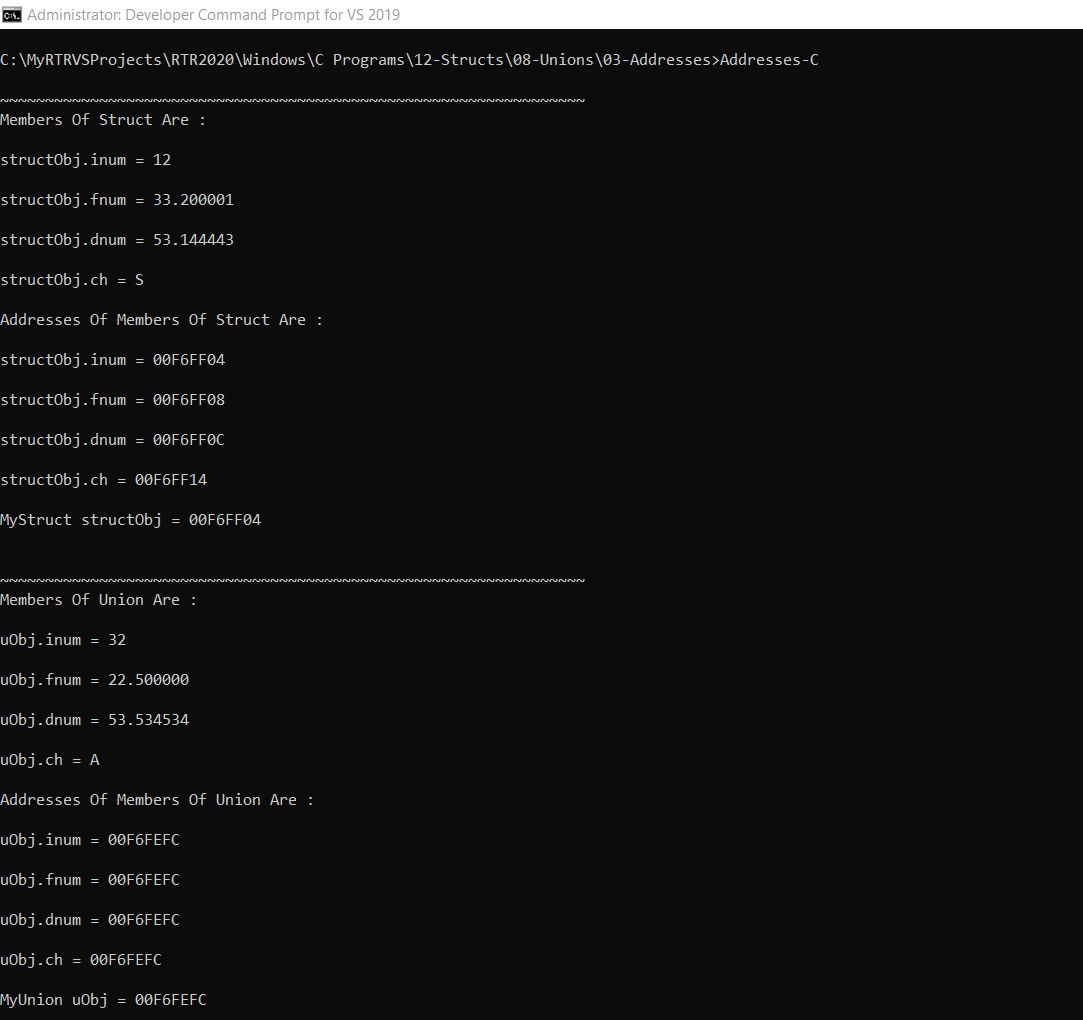 Administrator: Developer Command Prompt for VS 2019
C:\MyRTRVSProjects\RTR2020\Windows\C Programs\12-Structs\08-Unions\03-Addresses>Addresses-C
~~~~~~~~~~~~~~~~~~~~~~~~~~~~~~~~~~~~~~~~~~~~~~~~~~~~~~~~~~~~~~~~~
Members Of Struct Are :
structObj.inum = 12
structObj.fnum = 33.200001
structObj.dnum = 53.144443
structObj.ch = S
Addresses Of Members Of Struct Are :
structObj.inum = 00F6FF04
structObj.fnum = 00F6FF08
structObj.dnum = 00F6FF0C
structObj.ch = 00F6FF14
MyStruct structObj = 00F6FF04
~~~~~~~~~~~~~~~~~~~~~~~~~~~~~~~~~~~~~~~~~~~~~~~~~~~~~~~~~~~~~~~~~
Members Of Union Are :
uObj.inum = 32
uObj.fnum = 22.500000
uObj.dnum = 53.534534
uObj.ch = A
Addresses Of Members Of Union Are :
uObj.inum = 00F6FEFC
uObj.fnum = 00F6FEFC
uObj.dnum = 00F6FEFC
uObj.ch = 00F6FEFC
MyUnion uObj = 00F6FEFC